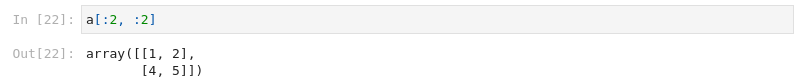 In [22]: a[:2, :2]
Out[22]: array([[1, 2],
       [4, 5]])